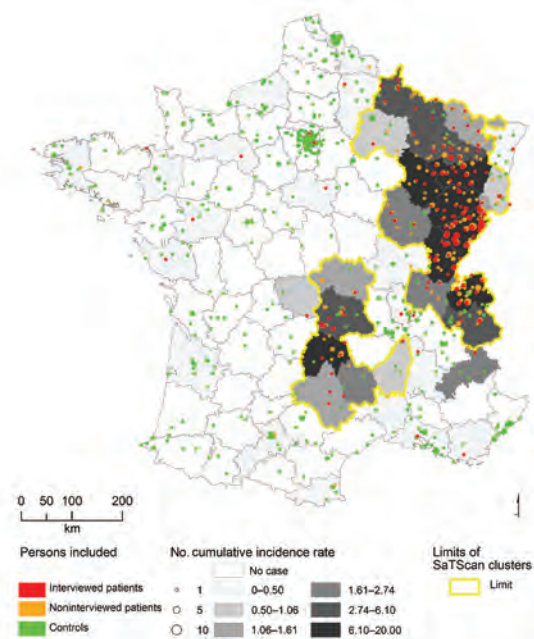 0 50 100 200
km
Persons included
Interviewed patients
Noninterviewed patients
Controls
No. cumulative incidence rate
1
5
10
No case
0–0.50
0.50–1.06
1.06–1.61
1.61–2.74
2.74–6.10
6.10–20.00
Limits of
SaTScan clusters
Limit